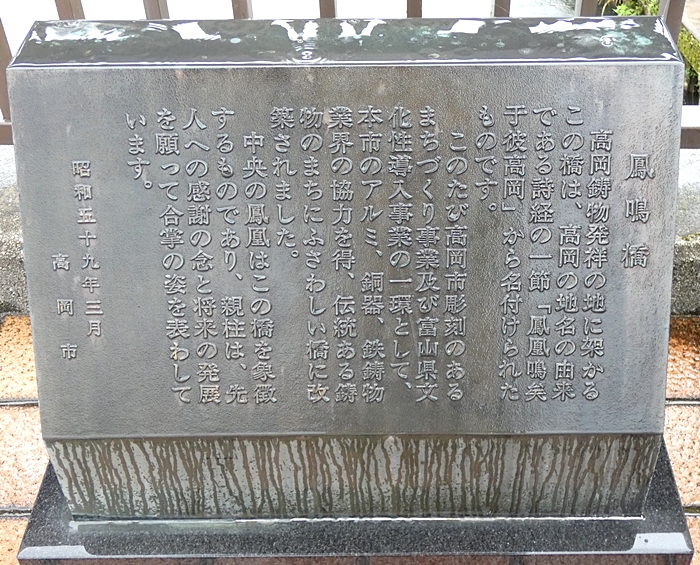 鳳鳴橋
高岡鋳物発祥の地に架かる
この橋は、高岡の地名の由来
である詩経の一節「鳳凰鳴矣
于彼高岡」から名付けられた
ものです。
このたび高岡市彫刻のある
まちづくり事業及び富山県文
化性導入事業の一環として、
本市のアルミ、銅器、鉄鋳物
業界の協力を得、伝統ある鋳
物のまちにふさわしい橋に改
築されました。
中央の鳳凰はこの橋を象徴
するものであり、親柱は、先
人への感謝の念と将来の発展
を願って合掌の姿を表わして
います。
昭和五十九年三月
高岡市